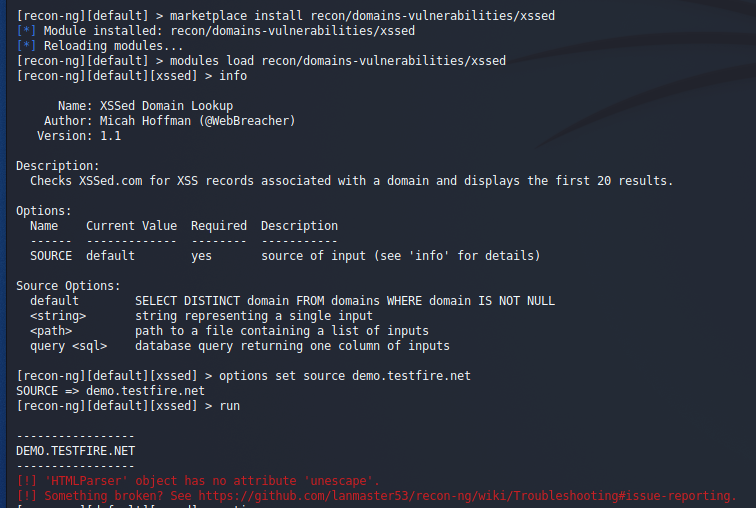 [recon-ng][default] > marketplace install recon/domains-vulnerabilities/xssed
[*] Module installed: recon/domains-vulnerabilities/xssed
[*] Reloading modules...
[recon-ng][default] > modules load recon/domains-vulnerabilities/xssed
[recon-ng][default][xssed] > info
Name: XSSed Domain Lookup
Author: Micah Hoffman (@WebBreacher)
Version: 1.1
Description:
Checks XSSed.com for XSS records associated with a domain and displays the first 20 results.
Options:
Name    Current Value  Required  Description
------  -------------  --------  -----------
SOURCE  default        yes       source of input (see 'info' for details)
Source Options:
default        SELECT DISTINCT domain FROM domains WHERE domain IS NOT NULL
<string>       string representing a single input
<path>         path to a file containing a list of inputs
query <sql>    database query returning one column of inputs
[recon-ng][default][xssed] > options set source demo.testfire.net
SOURCE => demo.testfire.net
[recon-ng][default][xssed] > run
-----------------
DEMO.TESTFIRE.NET
-----------------
[!] 'HTMLParser' object has no attribute 'unescape'.
[!] Something broken? See https://github.com/lanmaster53/recon-ng/wiki/Troubleshooting#issue-reporting.